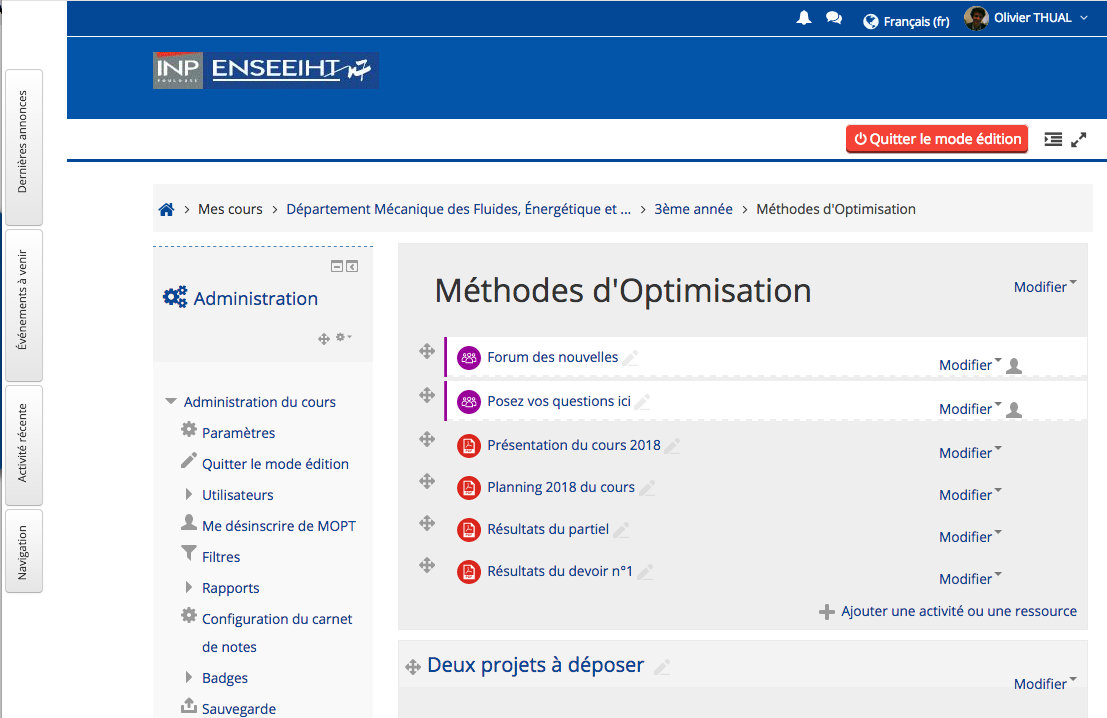 Français (fr)
Olivier THUAL
INP
TOULOUSE
ENSEEIHT
Dernières annonces
Événements à venir
Activité récente
Navigation
Quitter le mode édition
Mes cours
Département Mécanique des Fluides, Énergétique et ...
3ème année
Méthodes d'Optimisation
Administration
Administration du cours
Paramètres
Quitter le mode édition
Utilisateurs
Me désinscrire de MOPT
Filtres
Rapports
Configuration du carnet
de notes
Badges
Sauvegarde
Méthodes d'Optimisation
Modifier
Forum des nouvelles
Modifier
Posez vos questions ici
Modifier
Présentation du cours 2018
Modifier
Planning 2018 du cours
Modifier
Résultats du partiel
Modifier
Résultats du devoir n°1
Modifier
Ajouter une activité ou une ressource
Deux projets à déposer
Modifier